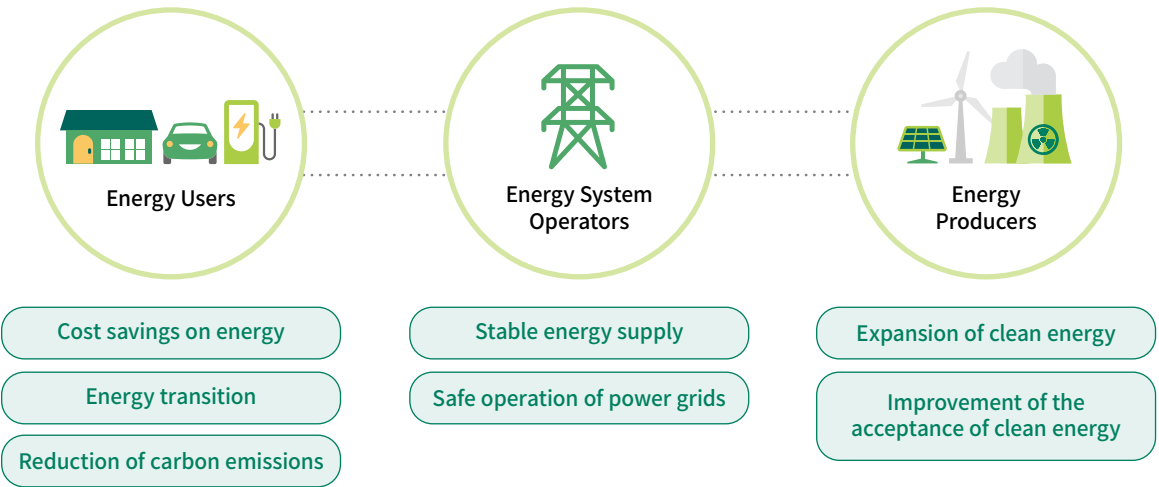 Energy Users
Energy System
Operators
Energy
Producers
Cost savings on energy
Energy transition
Reduction of carbon emissions
Stable energy supply
Safe operation of power grids
Expansion of clean energy
Improvement of the
acceptance of clean energy